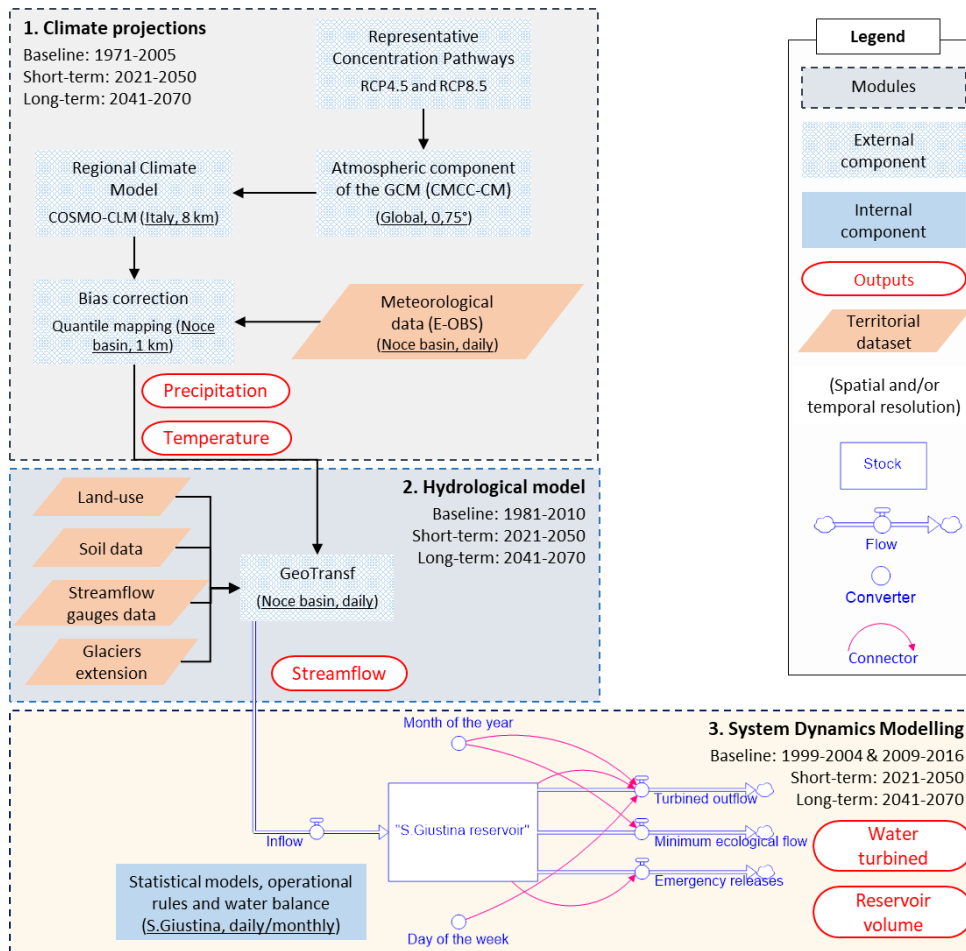 1. Climate projections
Baseline: 1971-2005
Short-term: 2021-2050
Long-term: 2041-2070
Representative
Concentration Pathways
RCP4.5 and RCP8.5
Regional Climate
Model
COSMO-CLM (Italy, 8 km)
Atmospheric component
of the GCM (CMCC-CM)
(Global, 0,75°)
Bias correction
Quantile mapping (Noce
basin, 1 km)
Meteorological
data (E-OBS)
(Noce basin, daily)
Precipitation
Temperature
2. Hydrological model
Baseline: 1981-2010
Short-term: 2021-2050
Long-term: 2041-2070
Land-use
Soil data
Streamflow
gauges data
Glaciers
extension
GeoTransf
(Noce basin, daily)
Streamflow
3. System Dynamics Modelling
Baseline: 1999-2004 & 2009-2016
Short-term: 2021-2050
Long-term: 2041-2070
Month of the year
Inflow
"S.Giustina reservoir"
Turbined outflow
Minimum ecological flow
Emergency releases
Day of the week
Statistical models, operational
rules and water balance
(S.Giustina, daily/monthly)
Water
turbined
Reservoir
volume
Legend
Modules
External
component
Internal
component
Outputs
Territorial
dataset
(Spatial and/or
temporal resolution)
Stock
Flow
Converter
Connector